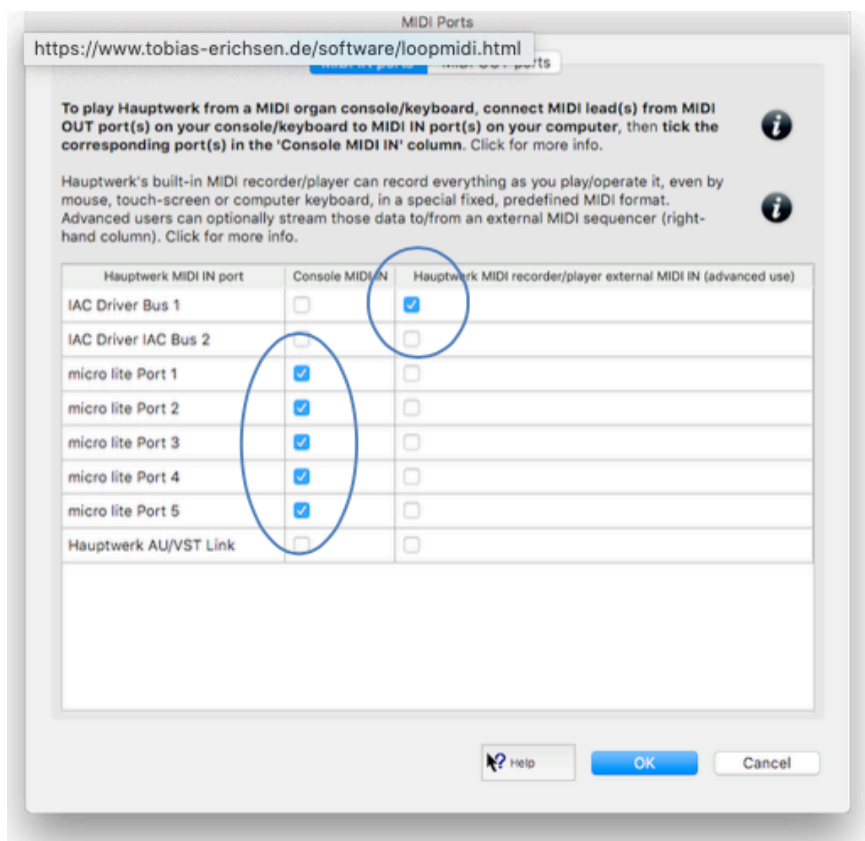 MIDI Ports
https://www.tobias-erichsen.de/software/loopmidi.html
ports
To play Hauptwerk from a MIDI organ console/keyboard, connect MIDI lead(s) from MIDI
OUT port(s) on your console/keyboard to MIDI IN port(s) on your computer, then tick the
corresponding port(s) in the 'Console MIDI IN' column. Click for more info.
Hauptwerk's built-in MIDI recorder/player can record everything as you play/operate it, even by
mouse, touch-screen or computer keyboard, in a special fixed, predefined MIDI format.
Advanced users can optionally stream those data to/from an external MIDI sequencer (right-
hand column). Click for more info.
Hauptwerk MIDI IN port Console MIDI IN Hauptwerk MIDI recorder/player external MIDI IN (advanced use)
IAC Driver Bus 1
IAC Driver IAC Bus 2
micro lite Port 1
micro lite Port 2
micro lite Port 3
micro lite Port 4
micro lite Port 5
Hauptwerk AU/VST Link
? Help OK Cancel